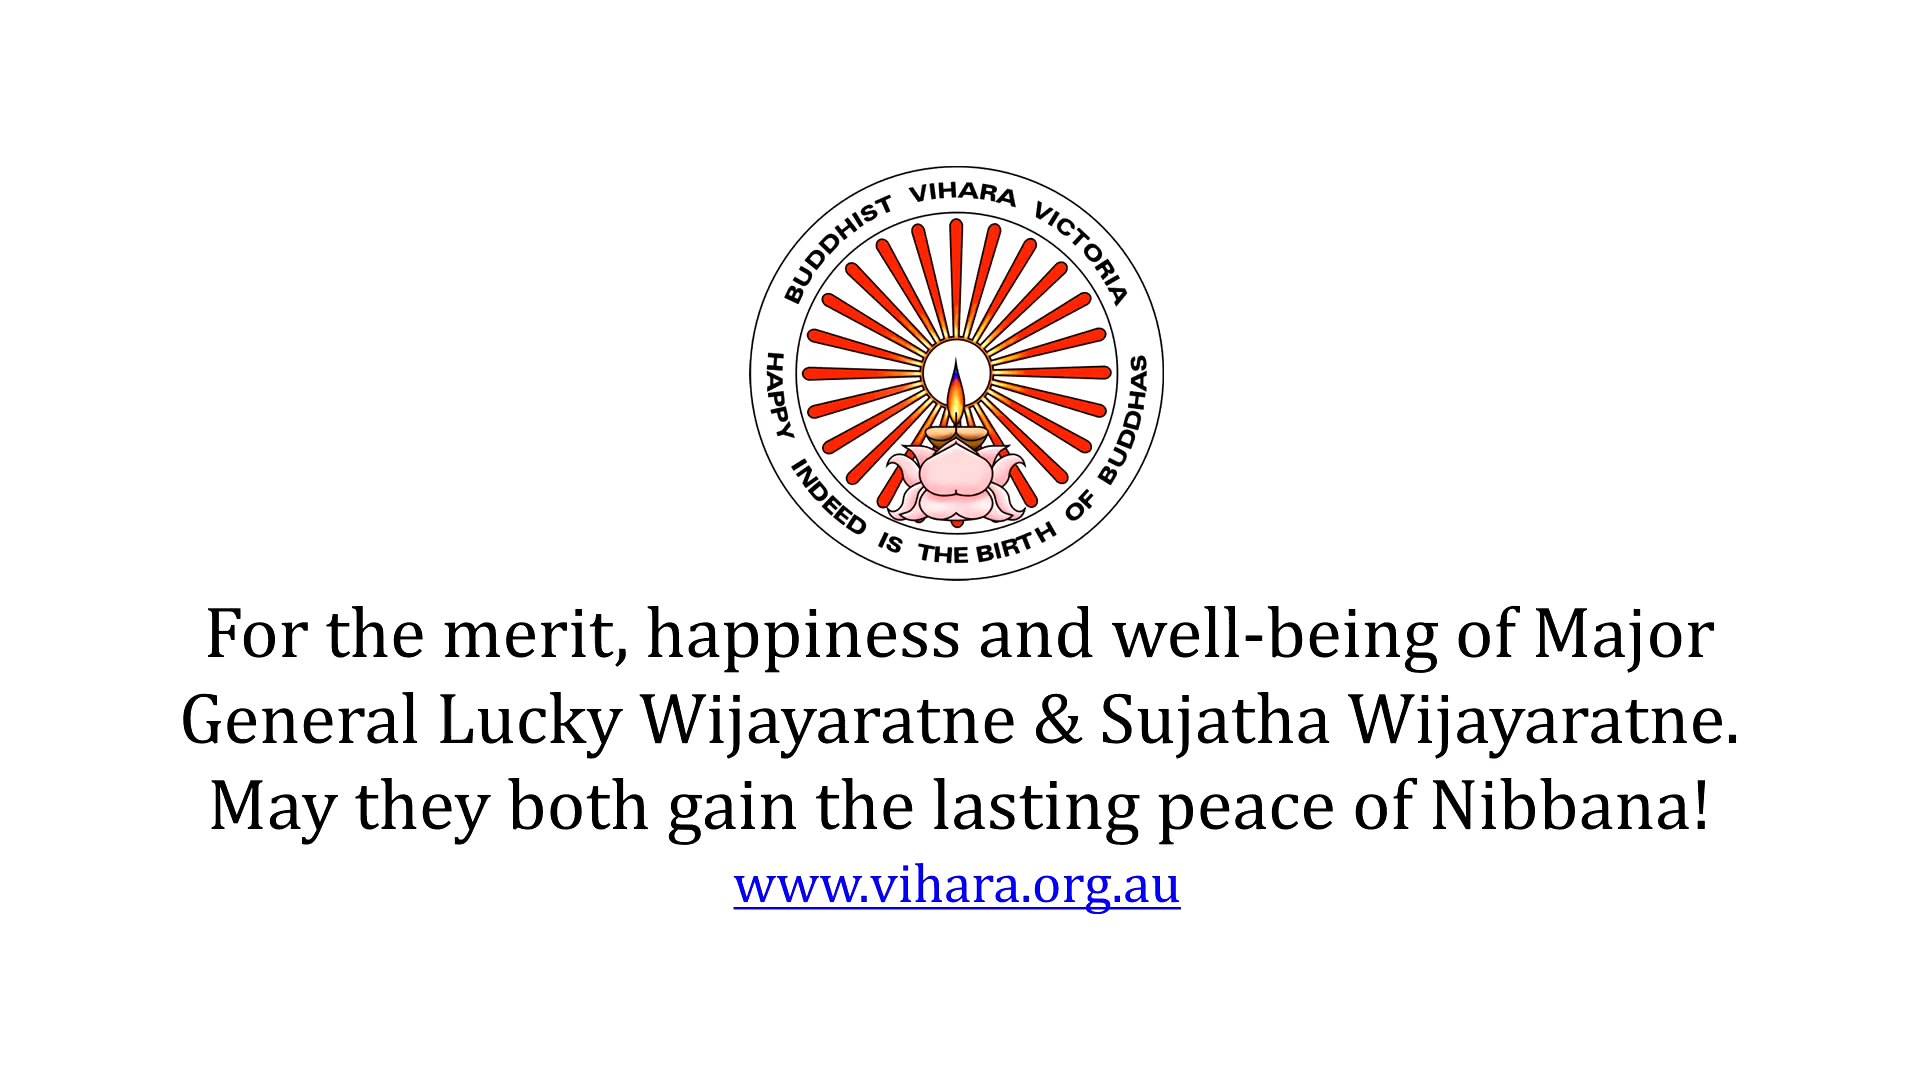 BUDDHIST VIHARA VICTORIA
HAPPY INDEED IS THE BIRTH OF BUDDHAS
For the merit, happiness and well-being of Major
General Lucky Wijayaratne & Sujatha Wijayaratne.
May they both gain the lasting peace of Nibbana!
www.vihara.org.au